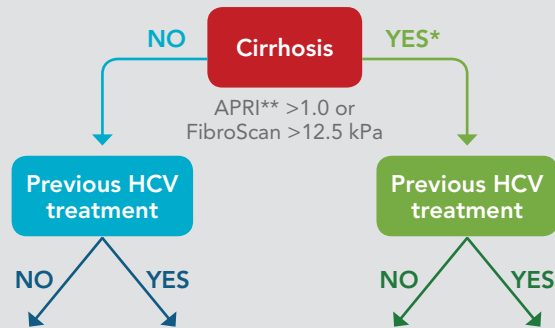 NO
Cirrhosis
YES*
APRI** >1.0 or
FibroScan >12.5 kPa
Previous HCV
treatment
Previous HCV
treatment
NO
YES
NO
YES